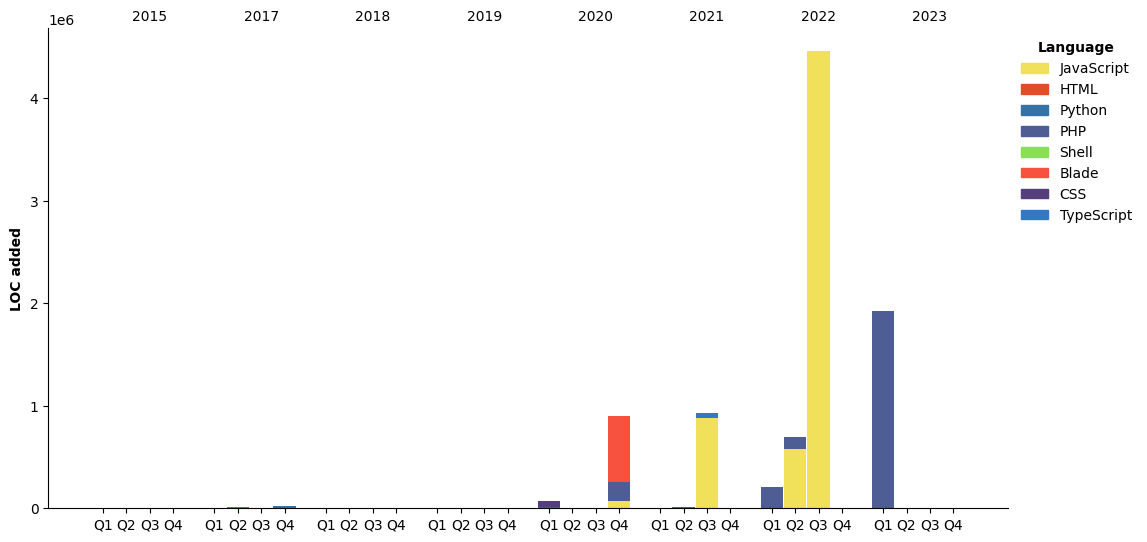 1e6
2015 2017 2018 2019 2020 2021 2022 2023
4
3
2
1
0
LOC added
Q1 Q2 Q3 Q4 Q1 Q2 Q3 Q4 Q1 Q2 Q3 Q4 Q1 Q2 Q3 Q4 Q1 Q2 Q3 Q4 Q1 Q2 Q3 Q4 Q1 Q2 Q3 Q4 Q1 Q2 Q3 Q4
Language
JavaScript
HTML
Python
PHP
Shell
Blade
CSS
TypeScript